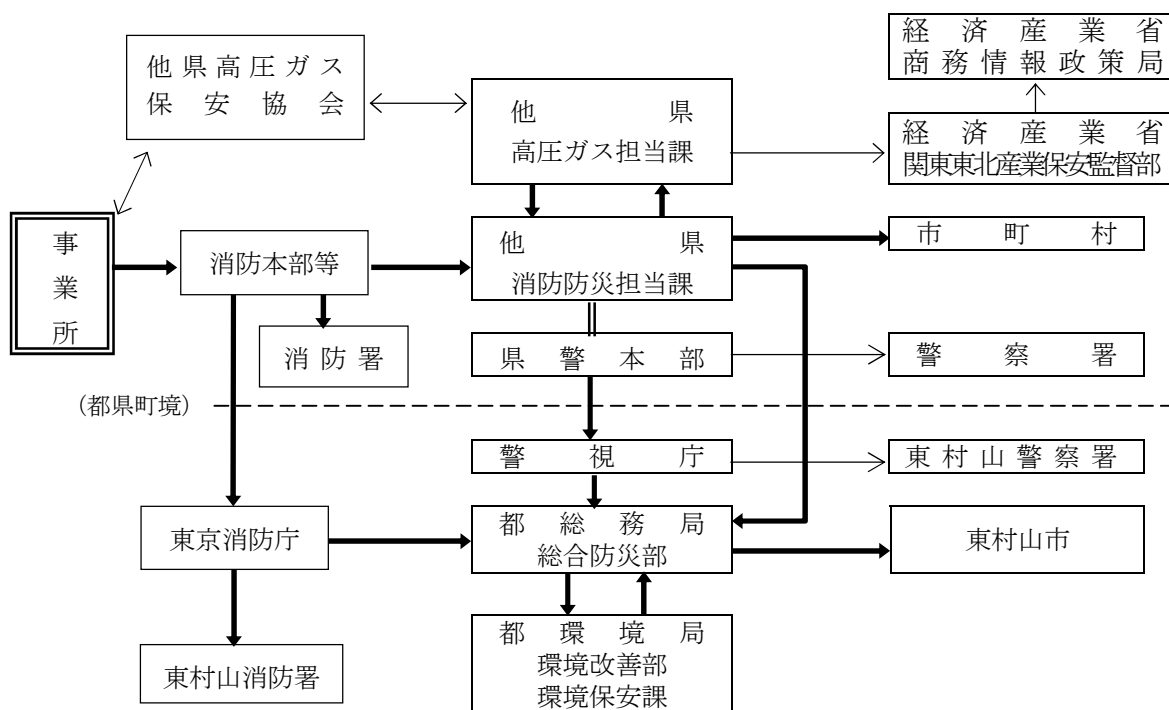 経済産業省
商務情報政策局
他県高圧ガス
保安協会
他県
高圧ガス担当課
経済産業省
関東東北産業保安監督部
事業所
消防本部等
他県
消防防災担当課
市町村
消防署
県警本部
警察署
(都県町境)
警視庁
東村山警察署
東京消防庁
都総務局
総合防災部
東村山市
東村山消防署
都環境局
環境改善部
環境保安課